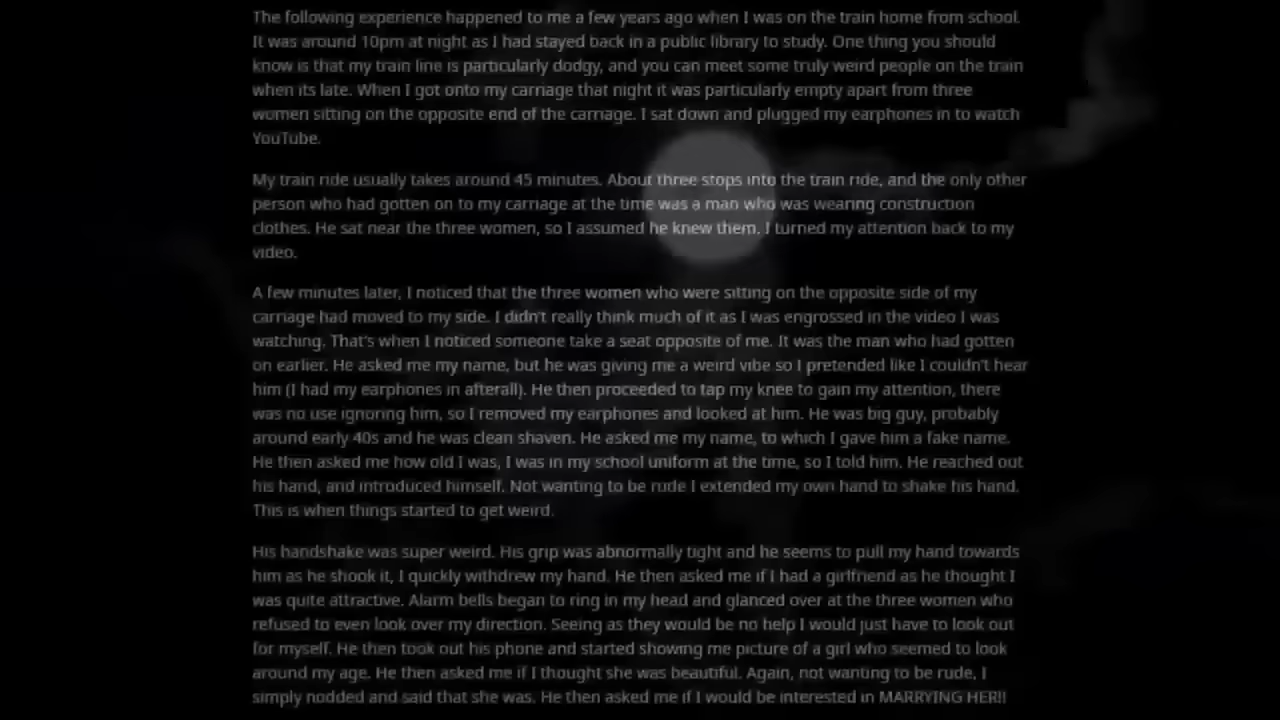 The following experience happened to me a few years ago when I was on the train home from school.
It was around 10pm at night as I had stayed back in a public library to study. One thing you should
know is that my train line is particularly dodgy, and you can meet some truly weird people on the train
when its late. When I got onto my carriage that night it was particularly empty apart from three
women sitting on the opposite end of the carriage. I sat down and plugged my earphones in to watch
YouTube.
My train ride usually takes around 45 minutes. About three stops into the train ride, and the only other
person who had gotten on to my carriage at the time was a man who was wearing construction
clothes. He sat near the three women, so I assumed he knew them. I turned my attention back to my
video.
A few minutes later, I noticed that the three women who were sitting on the opposite side of my
carriage had moved to my side. I didn't really think much of it as I was engrossed in the video I was
watching. That's when I noticed someone take a seat opposite of me. It was the man who had gotten
on earlier. He asked me my name, but he was giving me a weird vibe so I pretended like I couldn't hear
him (I had my earphones in afterall). He then proceeded to tap my knee to gain my attention, there
was no use ignoring him, so I removed my earphones and looked at him. He was big guy, probably
around early 40s and he was clean shaven. He asked me my name, to which I gave him a fake name.
He then asked me how old I was, I was in my school uniform at the time, so I told him. He reached out
his hand, and introduced himself. Not wanting to be rude I extended my own hand to shake his hand.
This is when things started to get weird.
His handshake was super weird. His grip was abnormally tight and he seems to pull my hand towards
him as he shook it, I quickly withdrew my hand. He then asked me if I had a girlfriend as he thought I
was quite attractive. Alarm bells began to ring in my head and glanced over at the three women who
refused to even look over my direction. Seeing as they would be no help I would just have to look out
for myself. He then took out his phone and started showing me picture of a girl who seemed to look
around my age. He then asked me if I thought she was beautiful. Again, not wanting to be rude, I
simply nodded and said that she was. He then asked me if I would be interested in MARRYING HER!!